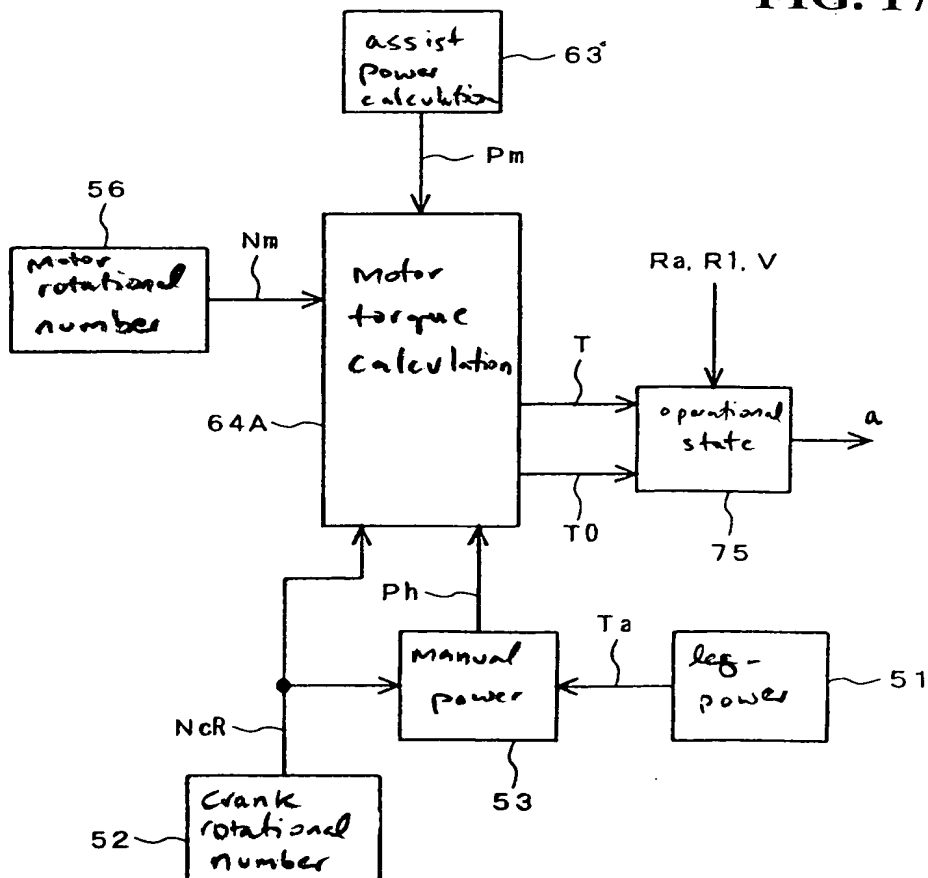 FIG. 17
assist
power
calculation
63
Pm
56
Nm
Motor
rotational
number
Motor
torque
calculation
Ra, R1, V
T
operational
state
a
64A
T0
75
Ph
Ta
Manual
power
leg-
power
51
NcR
53
Crank
rotational
number
52